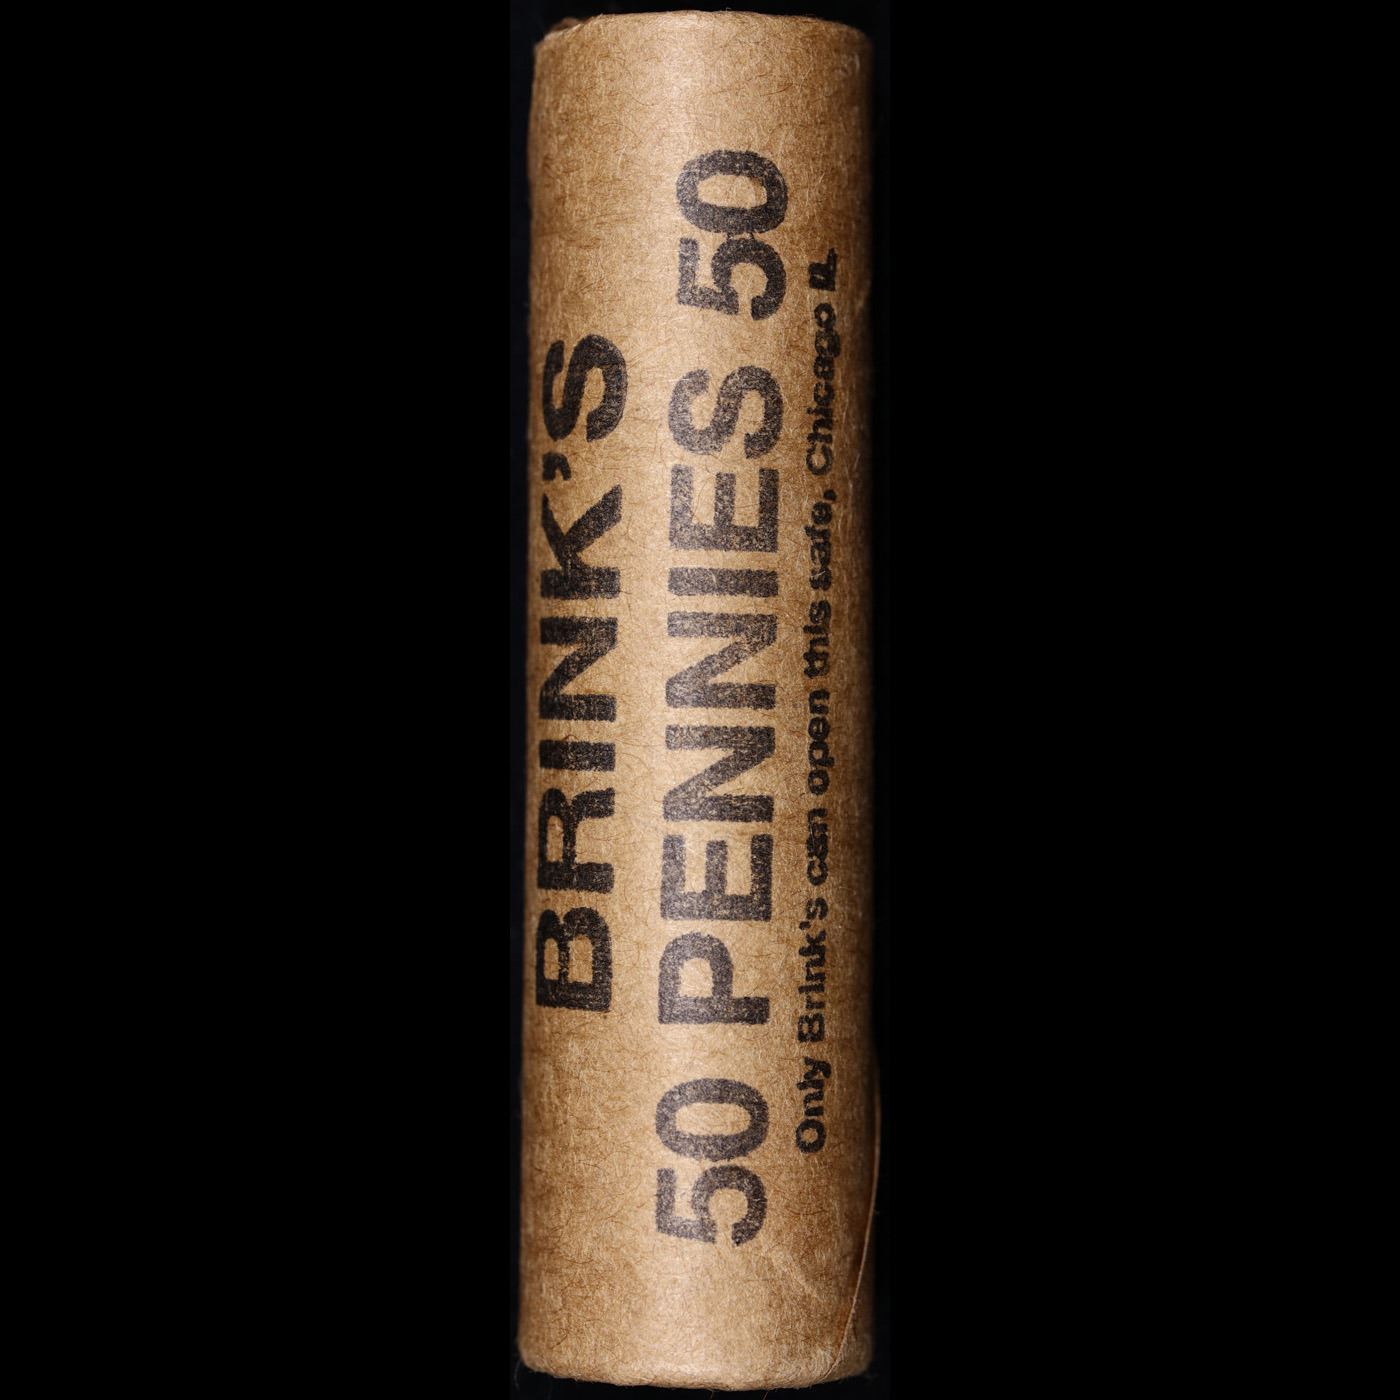 BRINK'S
50 PENNIES 50
Only Brink's can open this safe, Chicago IL